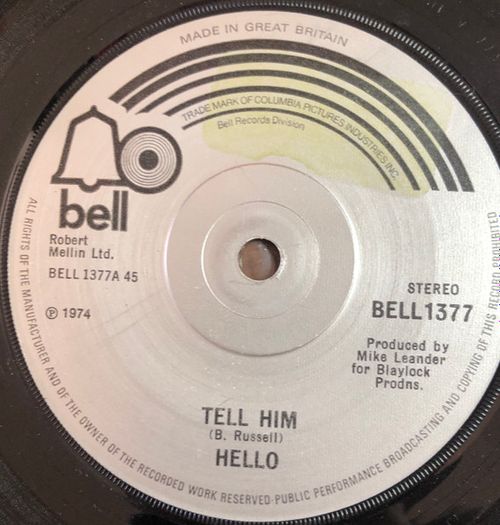 MADE IN GREAT BRITAIN
TRADE MARK OF COLUMBIA PICTURES INDUSTRIES INC.
Bell Records Division
bell
Robert
Mellin Ltd.
BELL 1377A 45
℗ 1974
STEREO
BELL1377
Produced by
Mike Leander
for Blaylock
Prodns.
TELL HIM
(B. Russell)
HELLO
ALL RIGHTS OF THE MANUFACTURER AND OF THE OWNER OF THE RECORDED WORK RESERVED·PUBLIC PERFORMANCE BROADCASTING AND COPYING OF THIS RECORD PROHIBITED